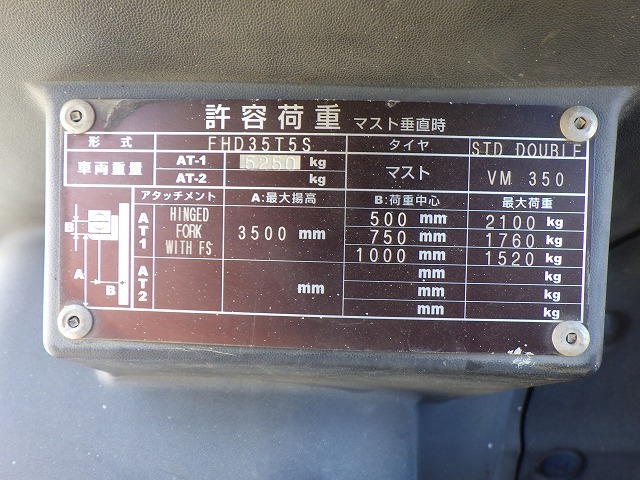 許容荷重 マスト垂直時
形式 FHD35T5S タイヤ STD DOUBLE
車両重量 AT-1 5250 kg マスト VM 350
AT-2 kg
アタッチメント A:最大揚高 B:荷重中心 最大荷重
AT1 HINGED FORK WITH FS 3500 mm 500 mm 2100 kg
750 mm 1760 kg
1000 mm 1520 kg
AT2 mm mm kg
mm kg
mm kg
B
A
B